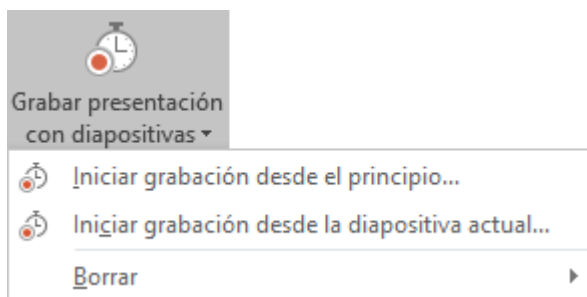 Grabar presentación
con diapositivas
Iniciar grabación desde el principio...
Iniciar grabación desde la diapositiva actual...
Borrar